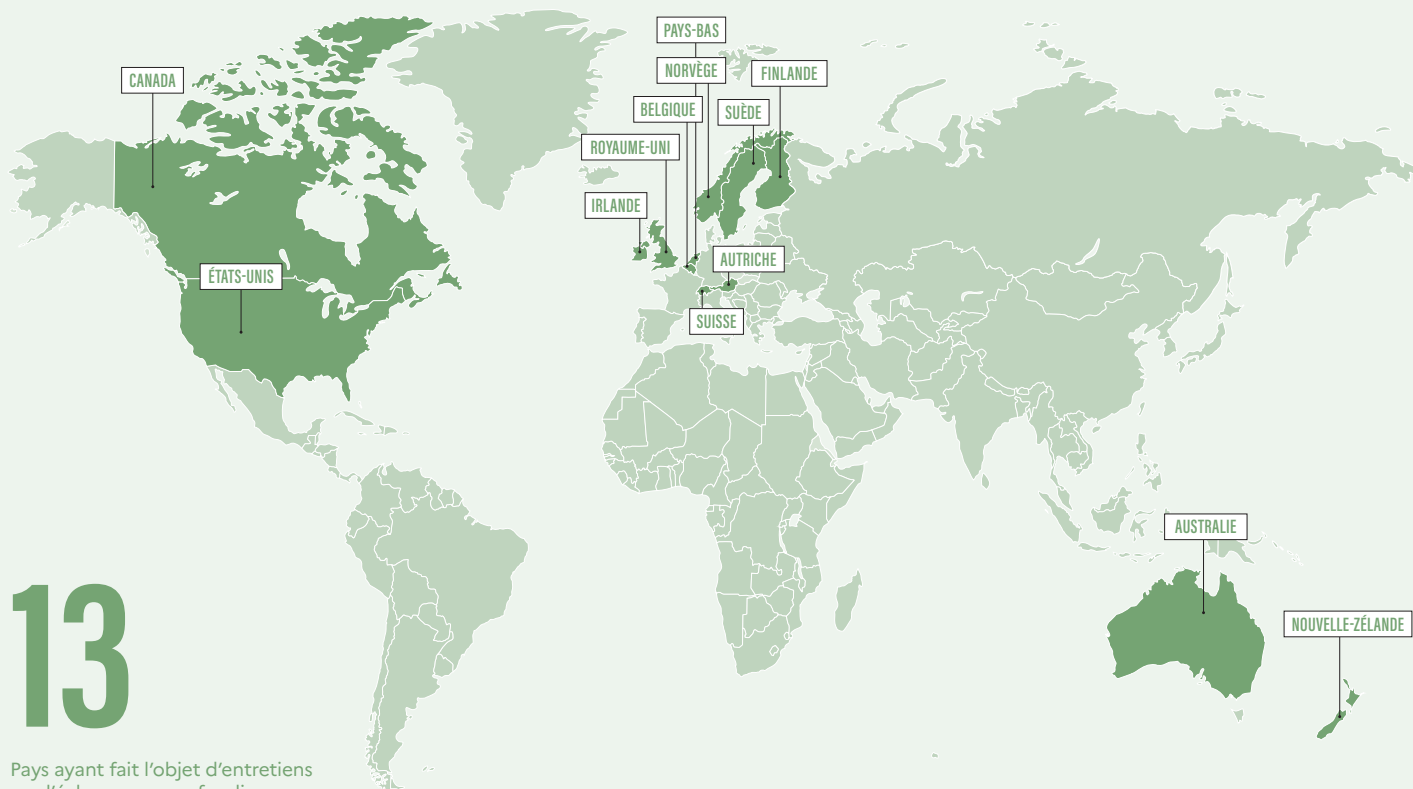 PAYS-BAS
NORVÈGE
FINLANDE
CANADA
BELGIQUE
SUÈDE
ROYAUME-UNI
IRLANDE
AUTRICHE
ÉTATS-UNIS
SUISSE
AUSTRALIE
NOUVELLE-ZÉLANDE
13
Pays ayant fait l'objet d'entretiens